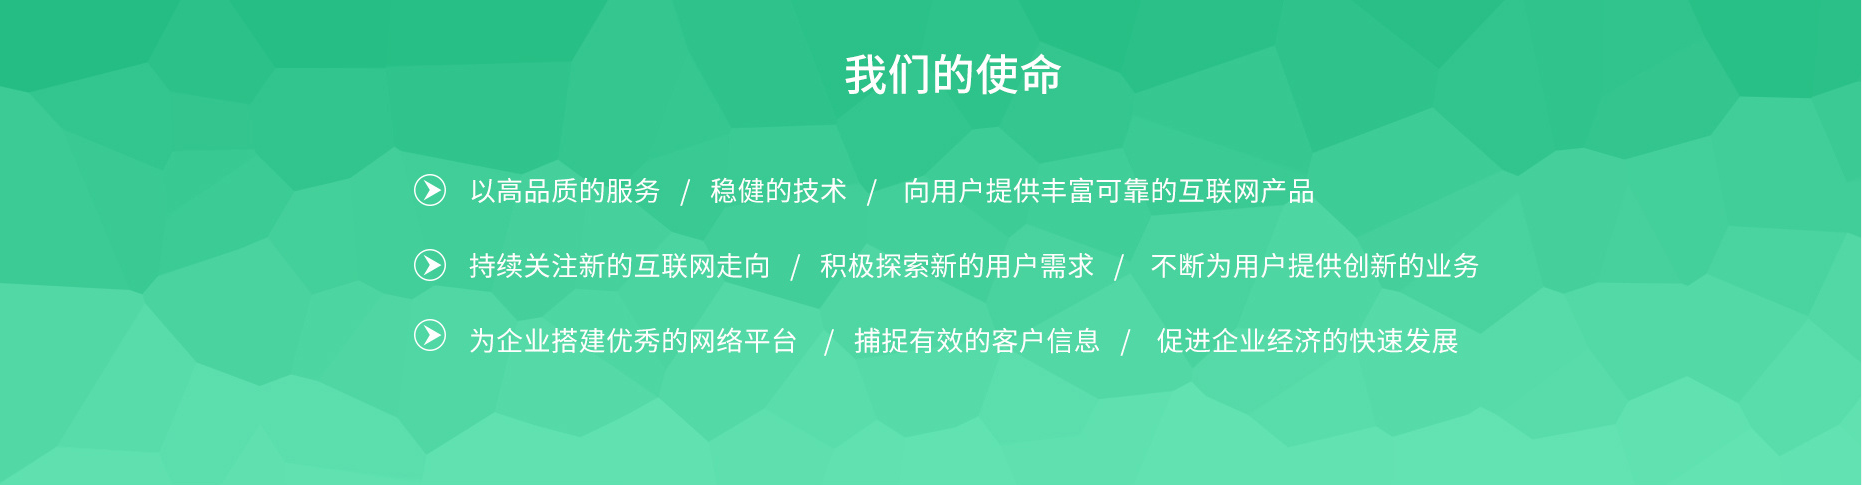 我们的使命
以高品质的服务 / 稳健的技术 / 向用户提供丰富可靠的互联网产品
持续关注新的互联网走向 / 积极探索新的用户需求 / 不断为用户提供创新的业务
为企业搭建优秀的网络平台 / 捕捉有效的客户信息 / 促进企业经济的快速发展